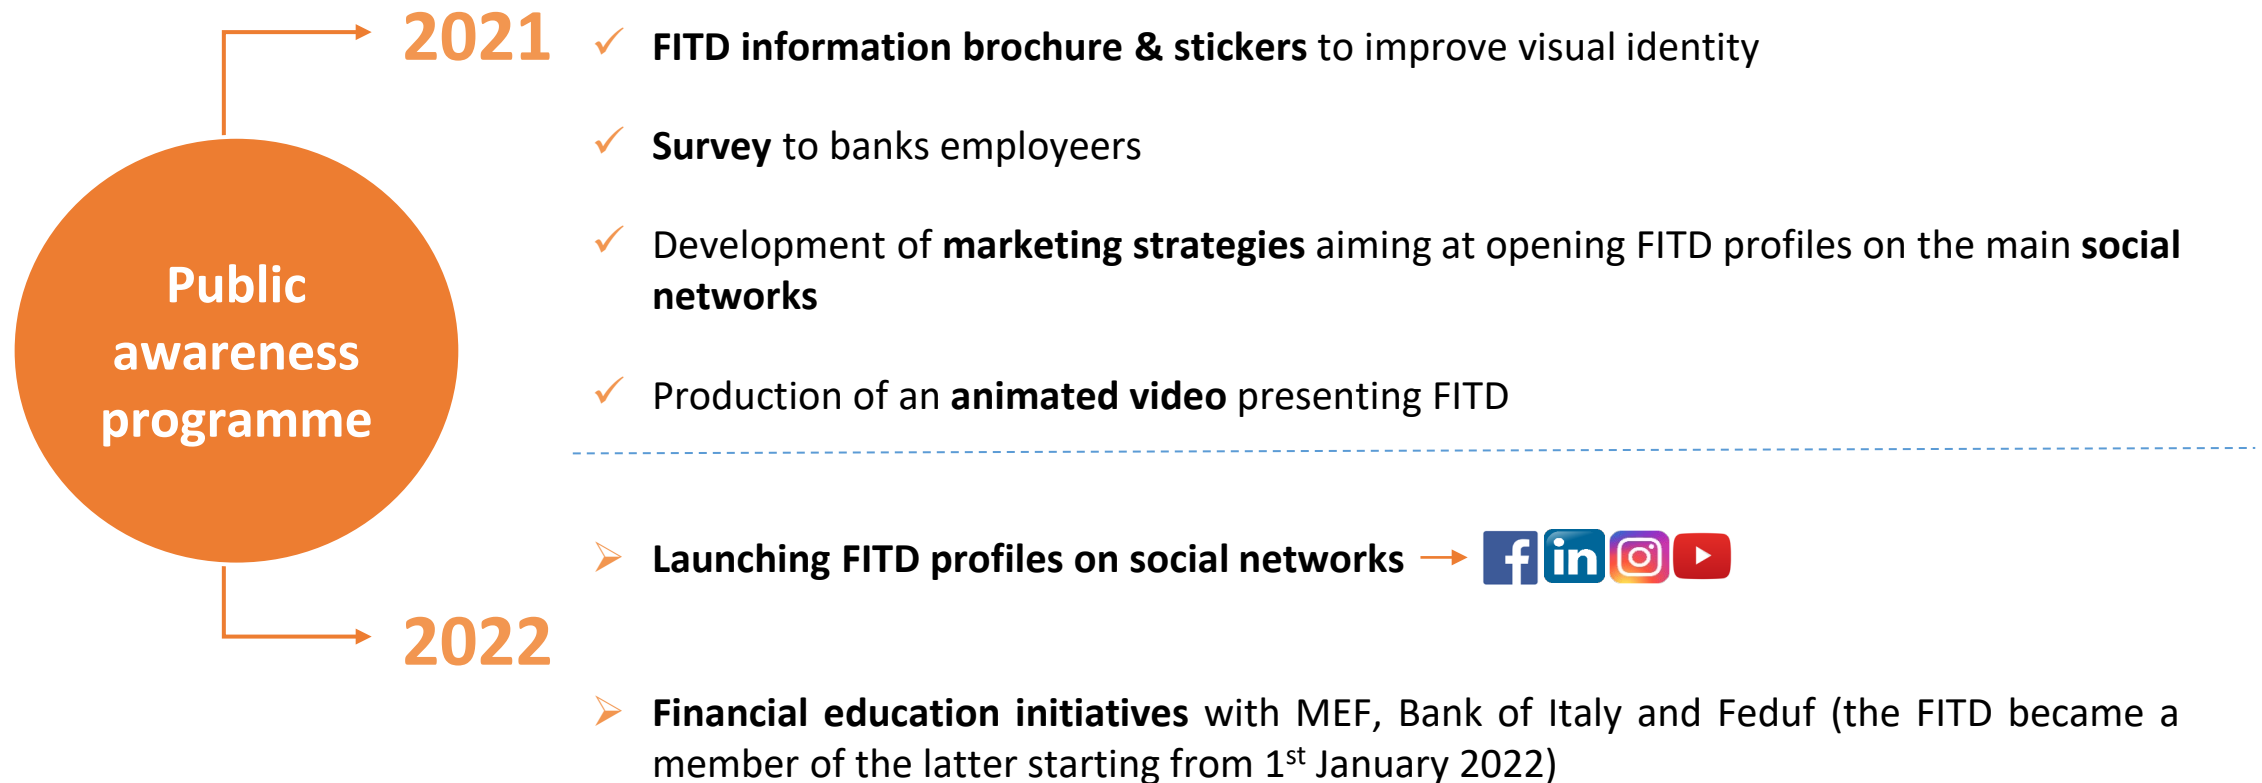 2021
FITD information brochure & stickers to improve visual identity
Survey to banks employeers
Development of marketing strategies aiming at opening FITD profiles on the main social
networks
Production of an animated video presenting FITD
Public
awareness
programme
Launching FITD profiles on social networks
f in
2022
Financial education initiatives with MEF, Bank of Italy and Feduf (the FITD became a
member of the latter starting from 1st January 2022)